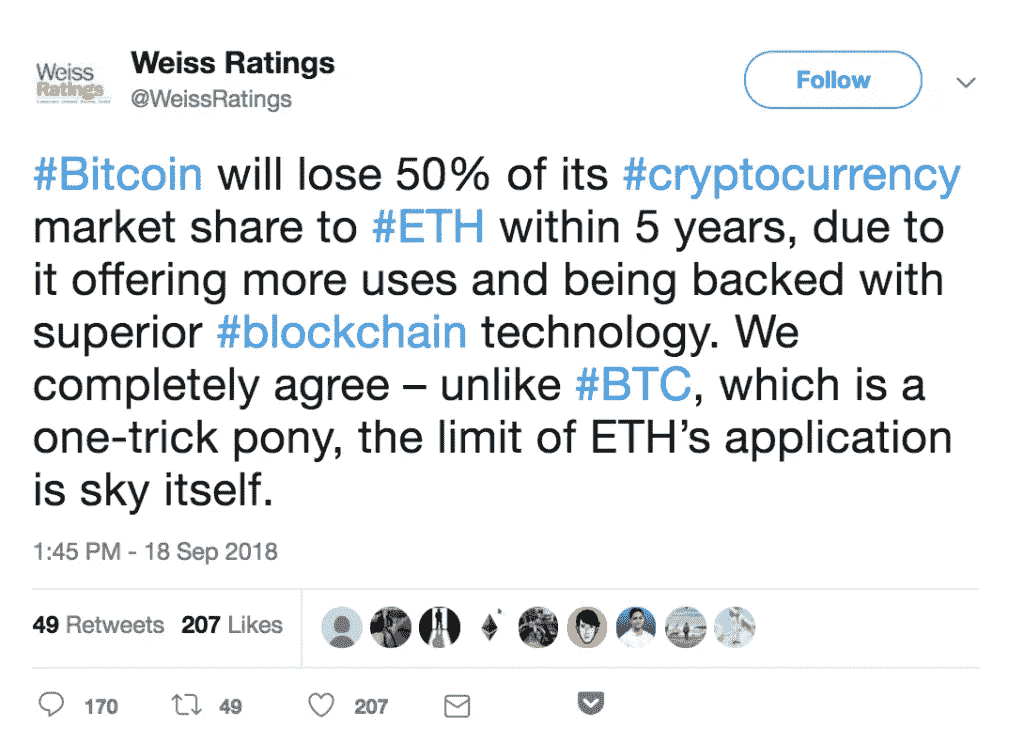 Weiss Ratings
Weiss
Ratings
@WeissRatings
Follow
#Bitcoin will lose 50% of its #cryptocurrency
market share to #ETH within 5 years, due to
it offering more uses and being backed with
superior #blockchain technology. We
completely agree – unlike #BTC, which is a
one-trick pony, the limit of ETH’s application
is sky itself.
1:45 PM - 18 Sep 2018
49 Retweets 207 Likes
170 49 207